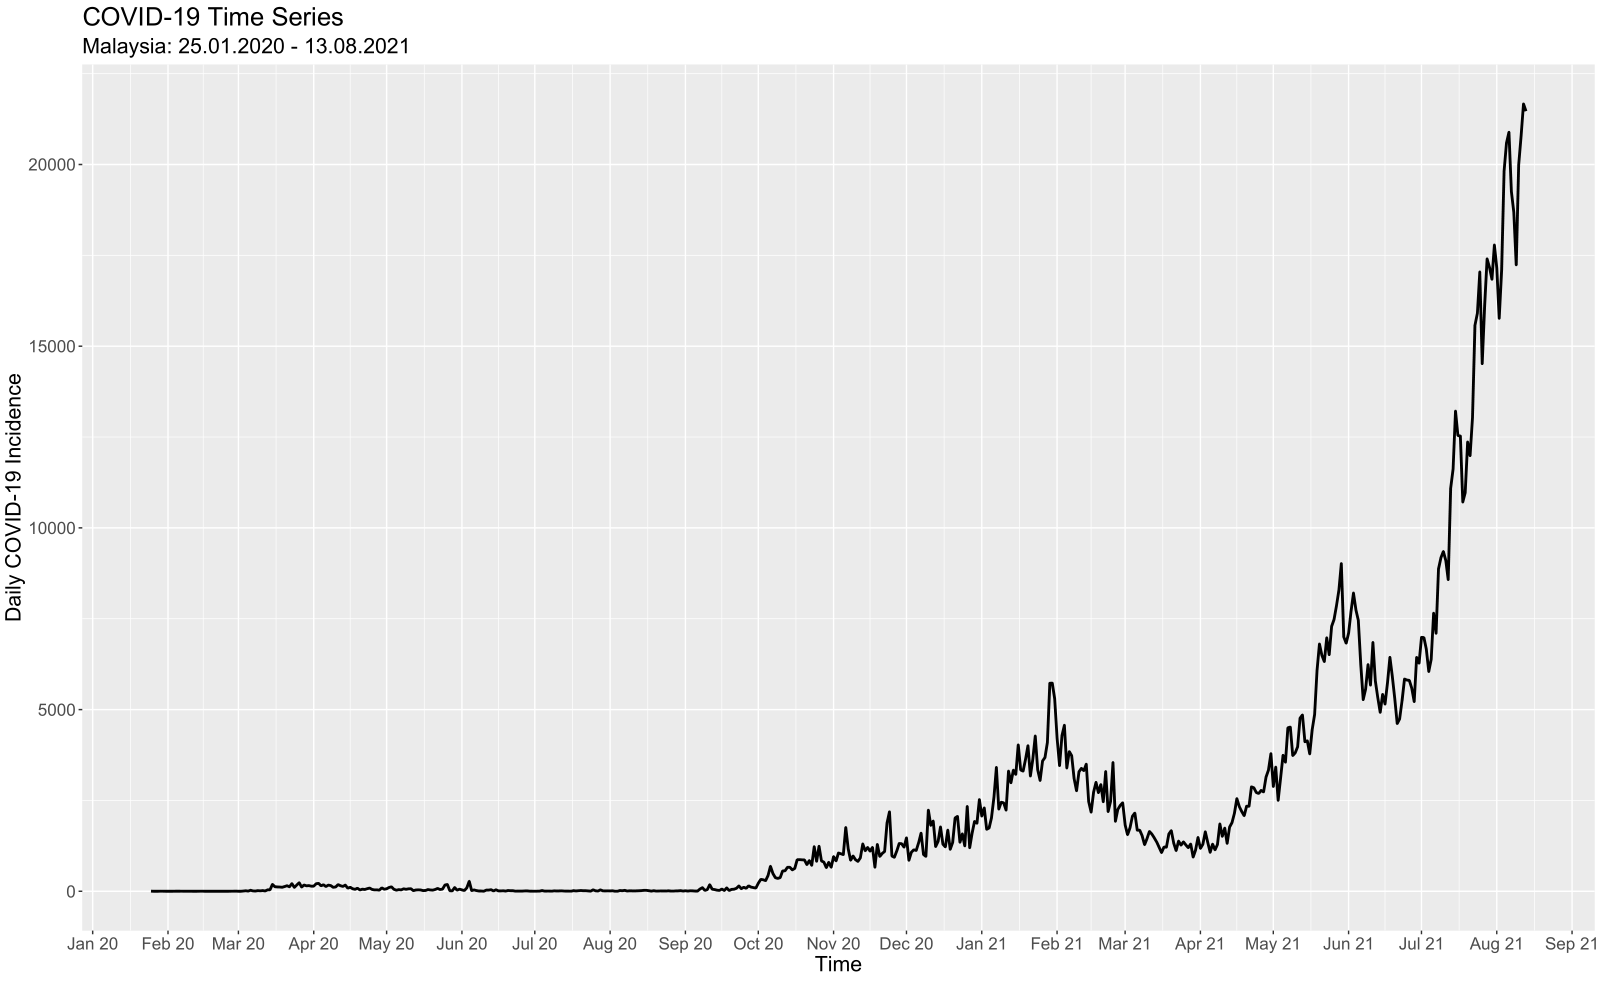 COVID-19 Time Series
Malaysia: 25.01.2020 - 13.08.2021
Daily COVID-19 Incidence
20000
15000
10000
5000
0
Jan 20 Feb 20 Mar 20 Apr 20 May 20 Jun 20 Jul 20 Aug 20 Sep 20 Oct 20 Nov 20 Dec 20 Jan 21 Feb 21 Mar 21 Apr 21 May 21 Jun 21 Jul 21 Aug 21 Sep 21
Time